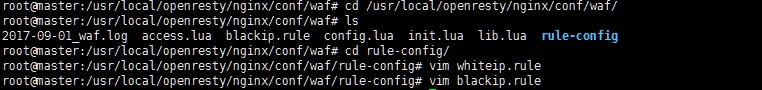 root@master:/usr/local/openresty/nginx/conf/waf# cd /usr/local/openresty/nginx/conf/waf/
root@master:/usr/local/openresty/nginx/conf/waf# ls
2017-09-01_waf.log access.lua blackip.rule config.lua init.lua lib.lua rule-config
root@master:/usr/local/openresty/nginx/conf/waf# cd rule-config/
root@master:/usr/local/openresty/nginx/conf/waf/rule-config# vim whiteip.rule
root@master:/usr/local/openresty/nginx/conf/waf/rule-config# vim blackip.rule